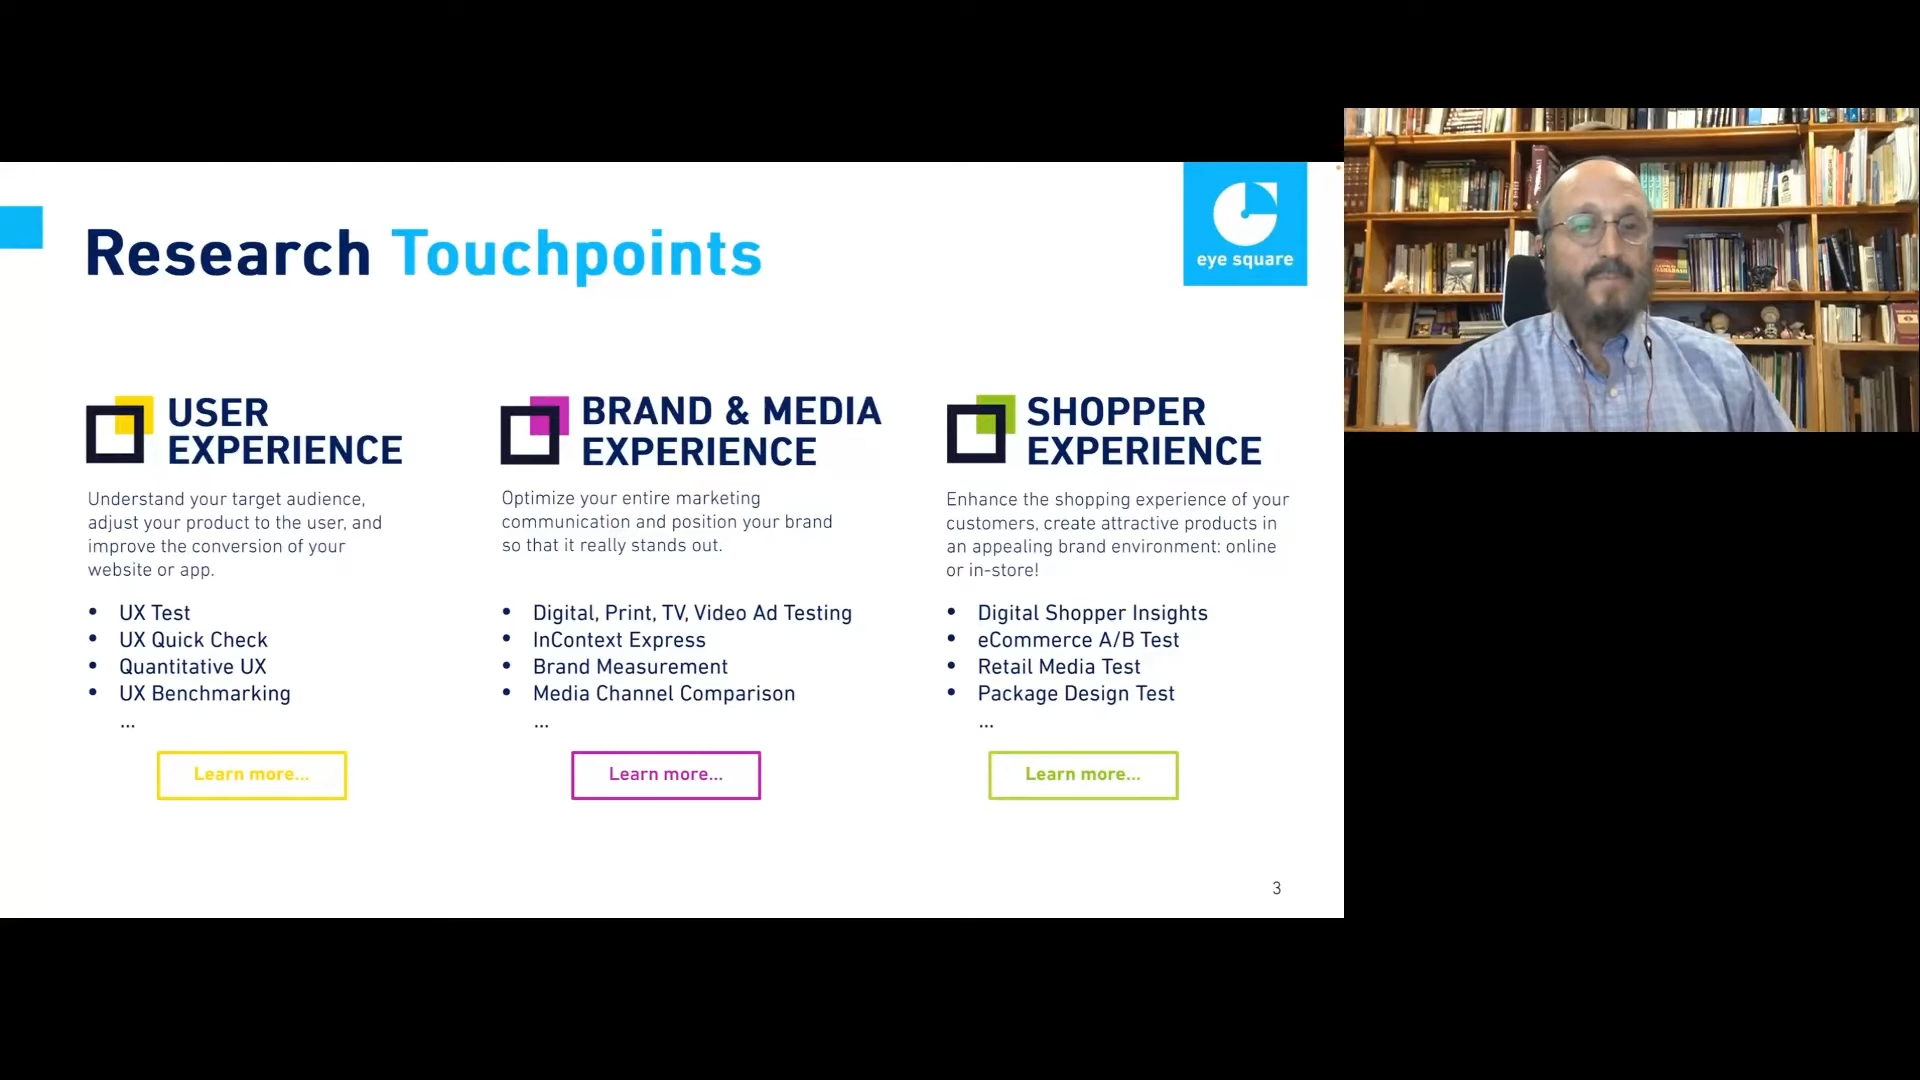 Research Touchpoints
eye square
USER
EXPERIENCE
Understand your target audience,
adjust your product to the user, and
improve the conversion of your
website or app.
• UX Test
• UX Quick Check
• Quantitative UX
• UX Benchmarking
...
Learn more...
BRAND & MEDIA
EXPERIENCE
Optimize your entire marketing
communication and position your brand
so that it really stands out.
• Digital, Print, TV, Video Ad Testing
• InContext Express
• Brand Measurement
• Media Channel Comparison
...
Learn more...
SHOPPER
EXPERIENCE
Enhance the shopping experience of your
customers, create attractive products in
an appealing brand environment: online
or in-store!
• Digital Shopper Insights
• eCommerce A/B Test
• Retail Media Test
• Package Design Test
...
Learn more...
3